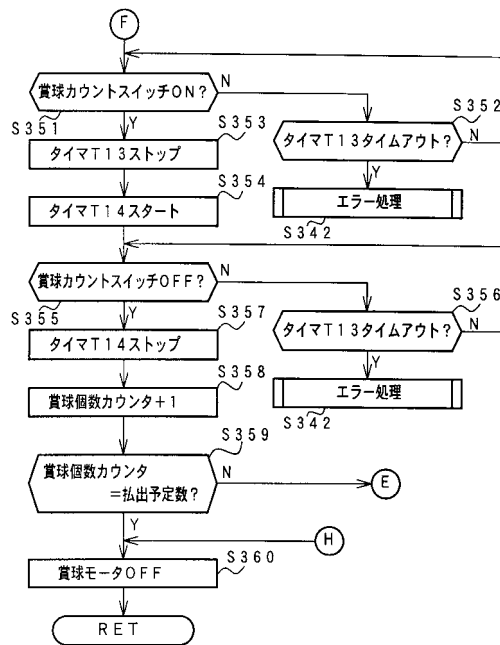 F
賞球カウントスイッチON?
N
S351
Y
S352
タイマT13タイムアウト?
N
Y
S353
タイマT13ストップ
エラー処理
S342
S354
タイマT14スタート
賞球カウントスイッチOFF?
N
S355
Y
S356
タイマT13タイムアウト?
N
Y
S357
タイマT14ストップ
エラー処理
S342
S358
賞球個数カウンタ+1
S359
賞球個数カウンタ
=払出予定数?
N
E
Y
H
S360
賞球モータOFF
RET